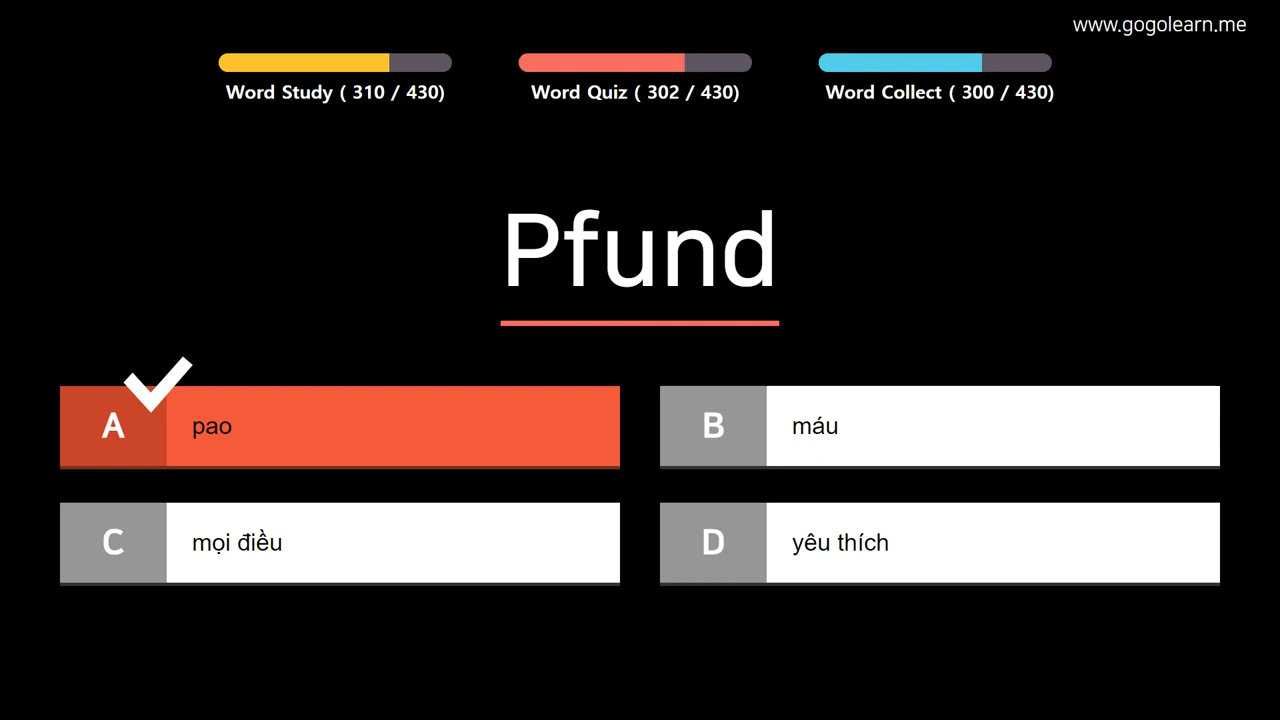 www.gogolearn.me
Word Study ( 310 / 430)
Word Quiz ( 302 / 430)
Word Collect ( 300 / 430)
Pfund
A
pao
B
máu
C
mọi điều
D
yêu thích